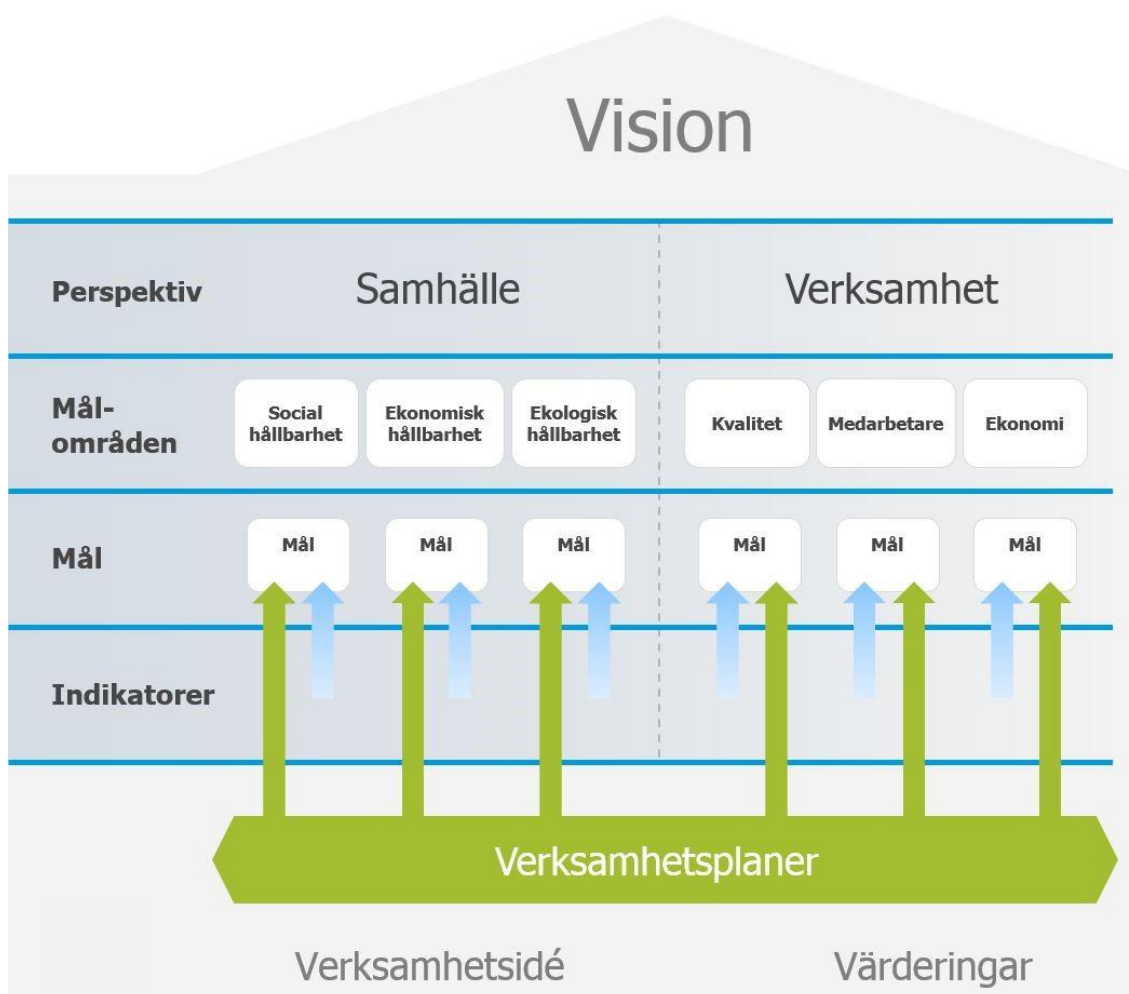 Vision
Perspektiv
Samhälle
Verksamhet
Mål-
områden
Social
hållbarhet
Ekonomisk
hållbarhet
Ekologisk
hållbarhet
Kvalitet
Medarbetare
Ekonomi
Mål
Mål
Mål
Mål
Mål
Mål
Mål
Indikatorer
Verksamhetsplaner
Verksamhetsidé
Värderingar